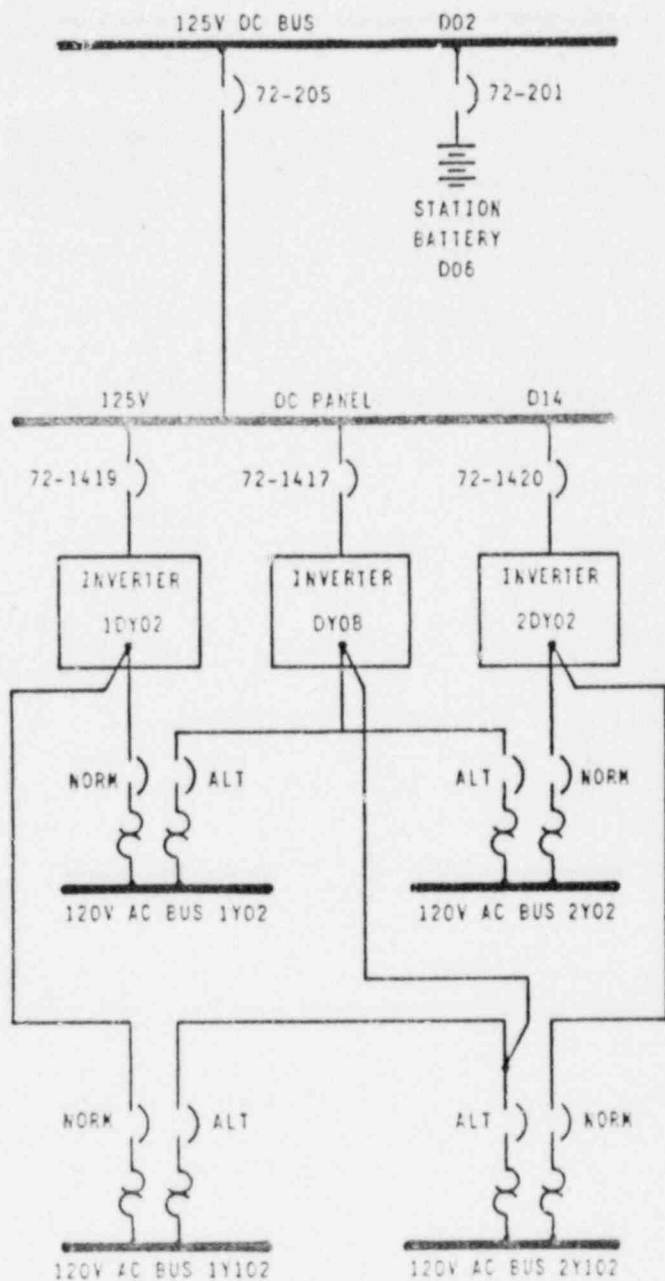 125V DC BUS D02
72-205 72-201
STATION
BATTERY
D06
125V DC PANEL D14
72-1419 72-1417 72-1420
INVERTER INVERTER INVERTER
1DY02 DY0B 2DY02
NORM ALT ALT NORM
120V AC BUS 1Y02 120V AC BUS 2Y02
NORM ALT ALT NORM
120V AC BUS 1Y102 120V AC BUS 2Y102